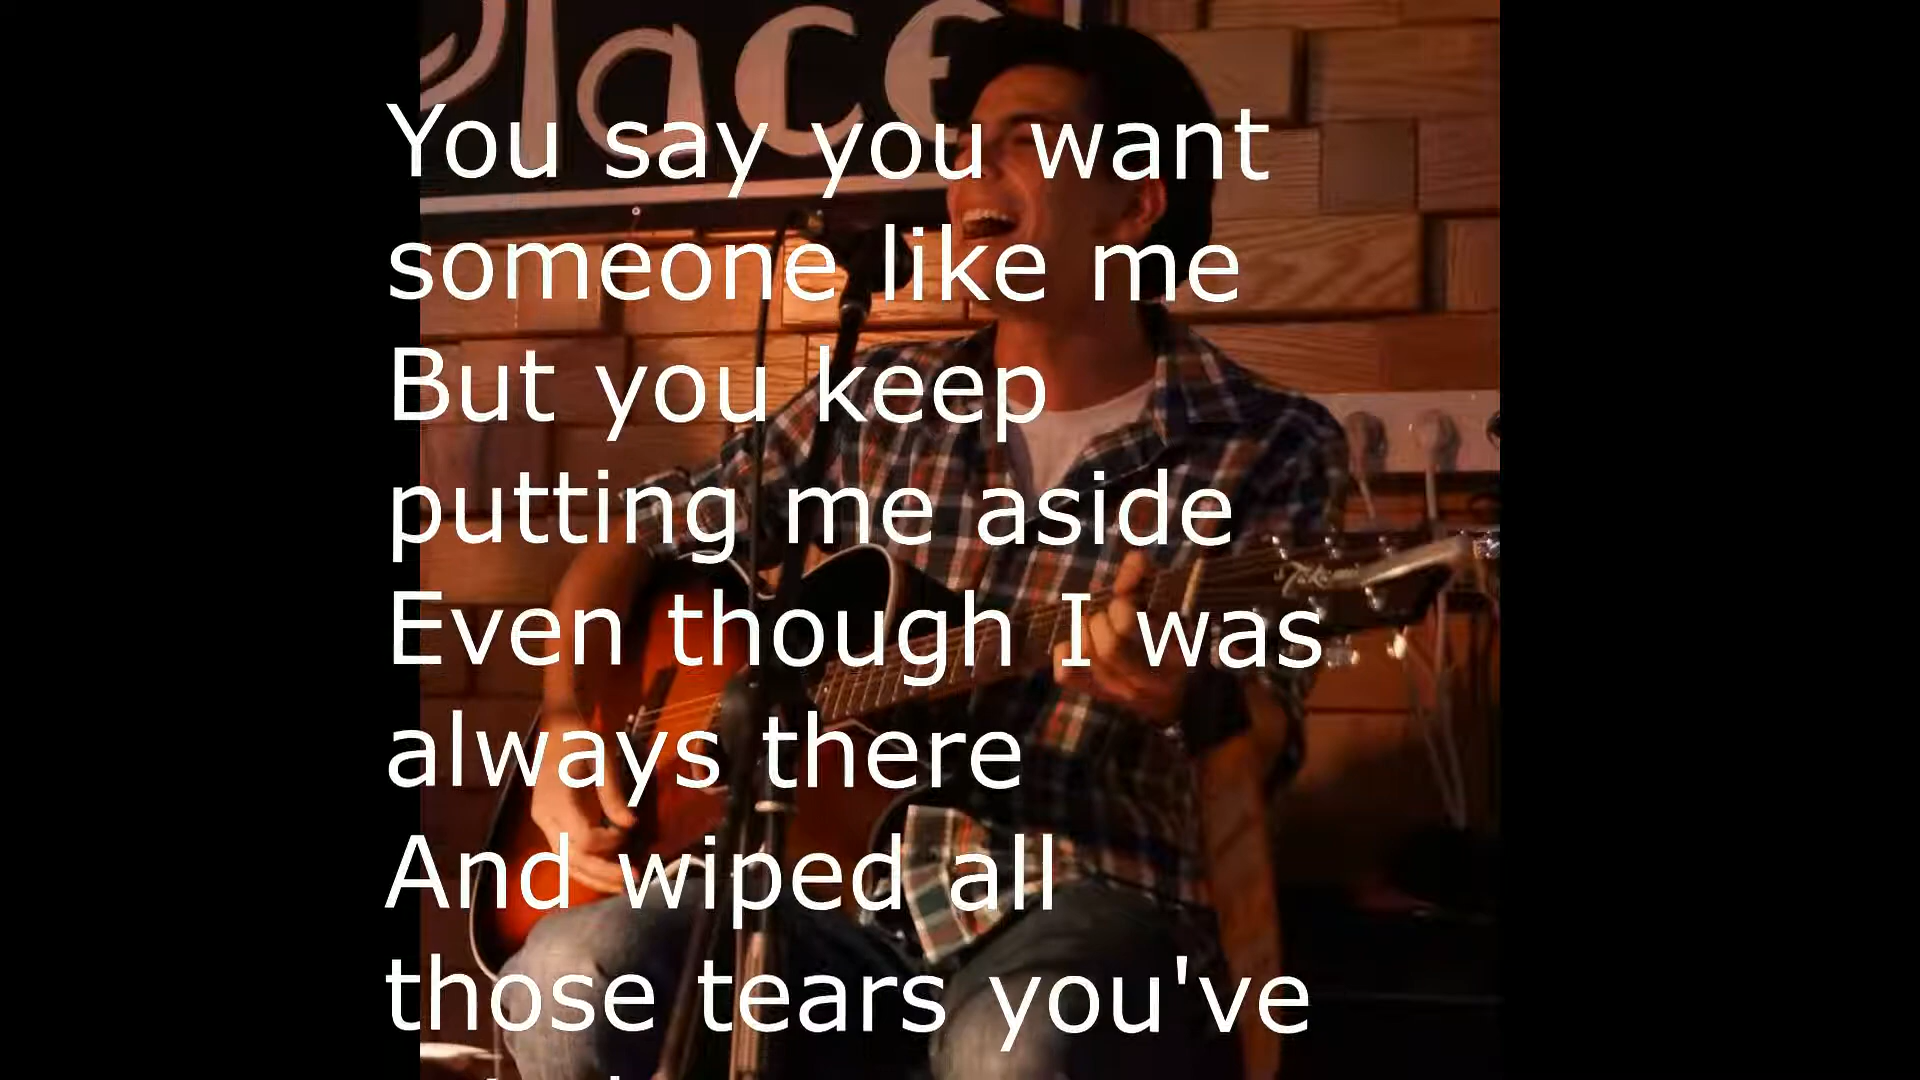 place
You say you want
someone like me
But you keep
putting me aside
Even though I was
always there
And wiped all
those tears you've